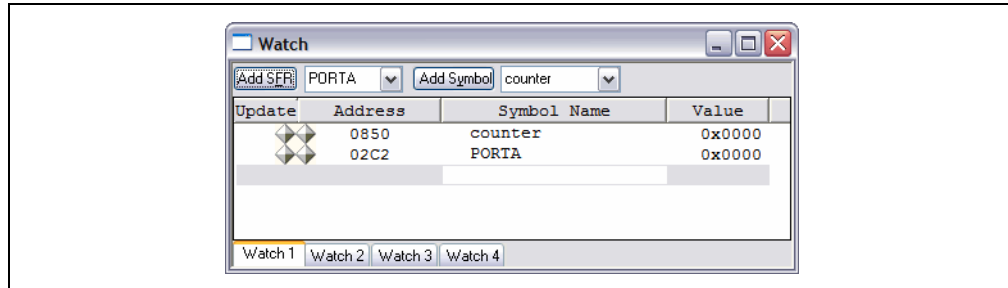 Watch
Add SFR PORTA Add Symbol counter
Update Address Symbol Name Value
0850 counter 0x0000
02C2 PORTA 0x0000
Watch 1 Watch 2 Watch 3 Watch 4